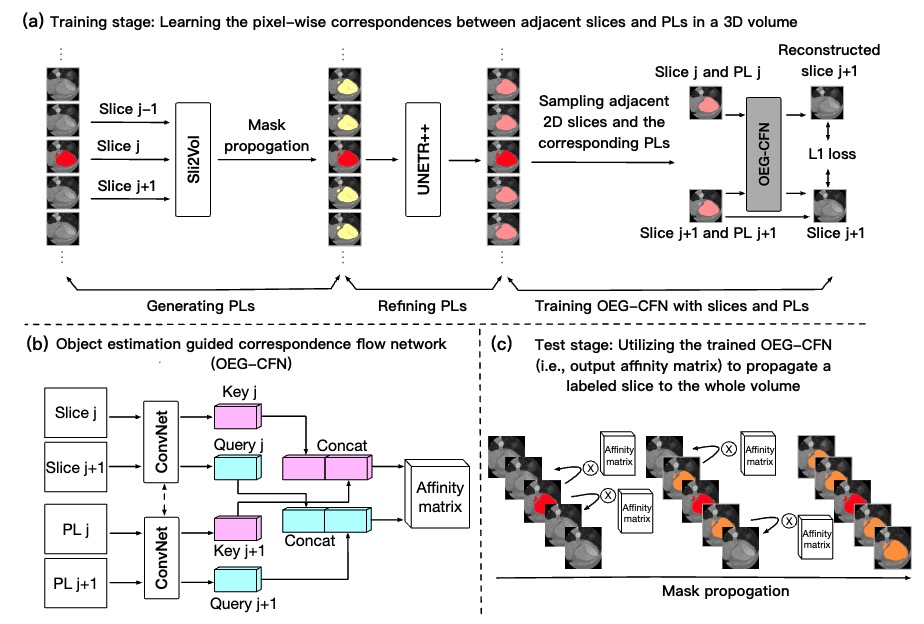 (a) Training stage: Learning the pixel-wise correspondences between adjacent slices and PLs in a 3D volume
Slice j-1
Slice j
Slice j+1
Sli2Vol
Mask
propogation
UNETR++
Sampling adjacent
2D slices and the
corresponding PLs
Slice j and PL j
Reconstructed
slice j+1
OEG-CFN
L1 loss
Slice j+1 and PL j+1
Slice j+1
Generating PLs
Refining PLs
Training OEG-CFN with slices and PLs
(b) Object estimation guided correspondence flow network
(OEG-CFN)
Slice j
Slice j+1
PL j
PL j+1
ConvNet
ConvNet
Key j
Query j
Key j+1
Query j+1
Concat
Concat
Affinity
matrix
(c) Test stage: Utilizing the trained OEG-CFN
(i.e., output affinity matrix) to propagate a
labeled slice to the whole volume
X
Affinity
matrix
X
Affinity
matrix
X
Affinity
matrix
X
Affinity
matrix
Mask propogation